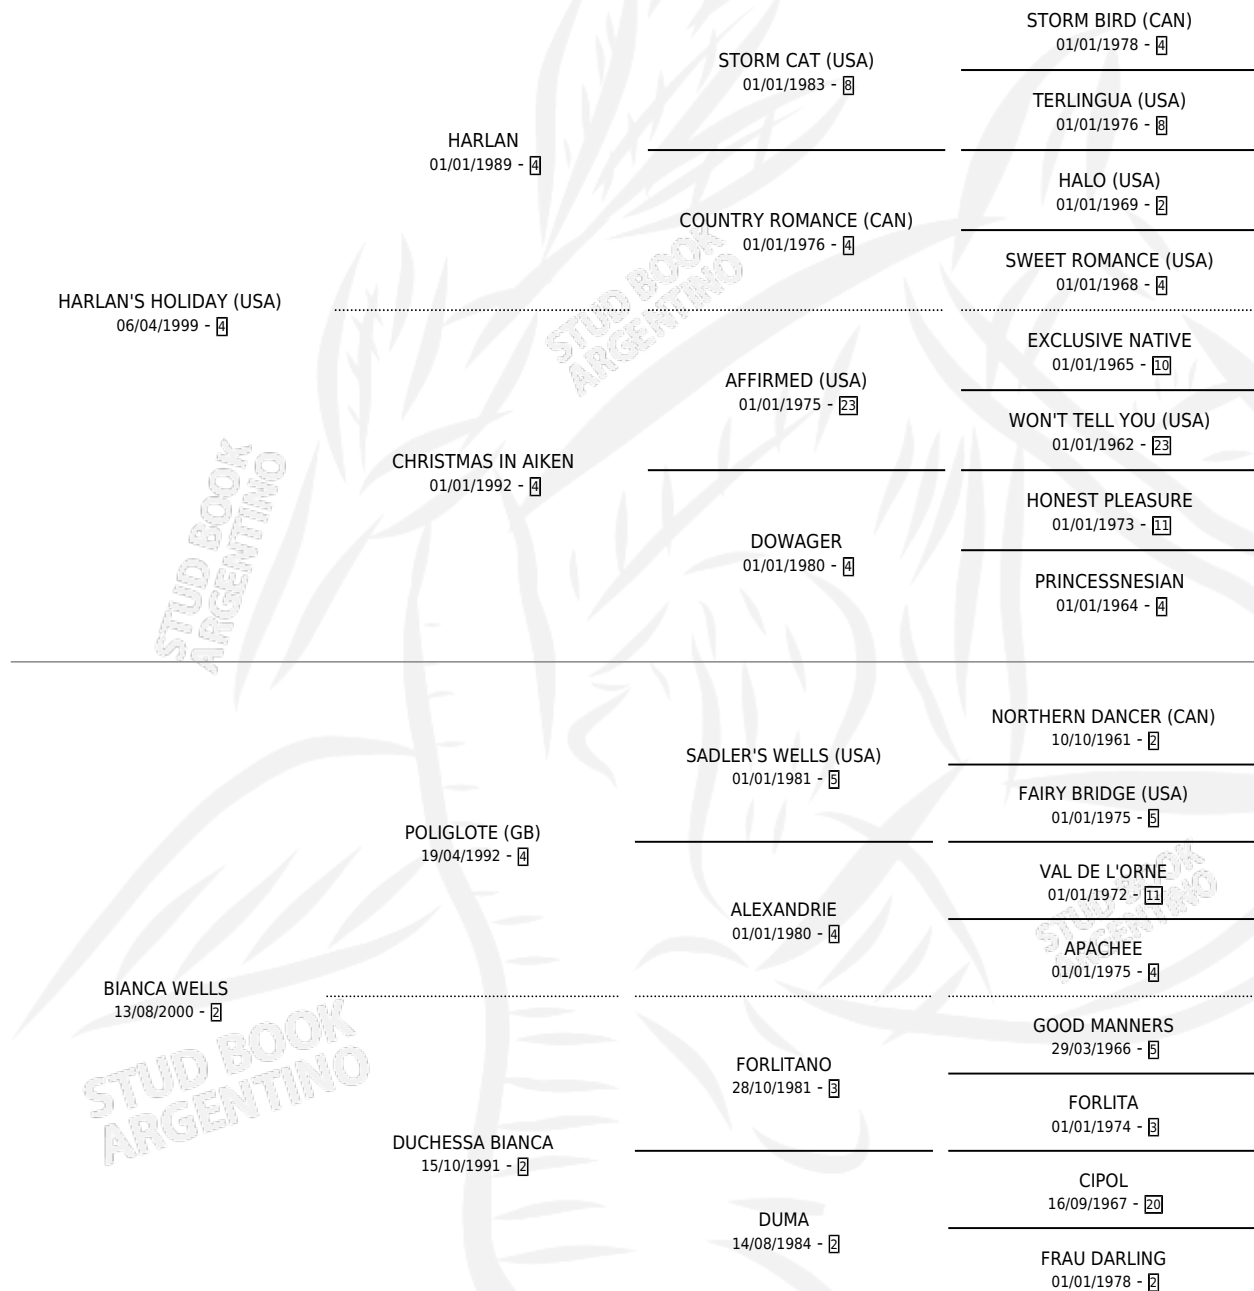 STORM BIRD (CAN)
01/01/1978 - 4
STORM CAT (USA)
01/01/1983 - 8
TERLINGUA (USA)
01/01/1976 - 8
HARLAN
01/01/1989 - 4
HALO (USA)
01/01/1969 - 2
COUNTRY ROMANCE (CAN)
01/01/1976 - 4
SWEET ROMANCE (USA)
01/01/1968 - 4
HARLAN'S HOLIDAY (USA)
06/04/1999 - 4
STUD BOOK
ARGENTINO
EXCLUSIVE NATIVE
01/01/1965 - 10
AFFIRMED (USA)
01/01/1975 - 23
WON'T TELL YOU (USA)
01/01/1962 - 23
CHRISTMAS IN AIKEN
01/01/1992 - 4
HONEST PLEASURE
01/01/1973 - 11
DOWAGER
01/01/1980 - 4
PRINCESSNESIAN
01/01/1964 - 4
STUD BOOK
ARGENTINO
NORTHERN DANCER (CAN)
10/10/1961 - 2
SADLER'S WELLS (USA)
01/01/1981 - 5
FAIRY BRIDGE (USA)
01/01/1975 - 5
POLIGLOTE (GB)
19/04/1992 - 4
VAL DE L'ORNE
01/01/1972 - 11
ALEXANDRIE
01/01/1980 - 4
APACHEE
01/01/1975 - 4
STUD BOOK
ARGENTINO
BIANCA WELLS
13/08/2000 - 2
STUD BOOK
ARGENTINO
GOOD MANNERS
29/03/1966 - 5
FORLITANO
28/10/1981 - 3
FORLITA
01/01/1974 - 3
DUCHESSA BIANCA
15/10/1991 - 2
CIPOL
16/09/1967 - 20
DUMA
14/08/1984 - 2
FRAU DARLING
01/01/1978 - 2